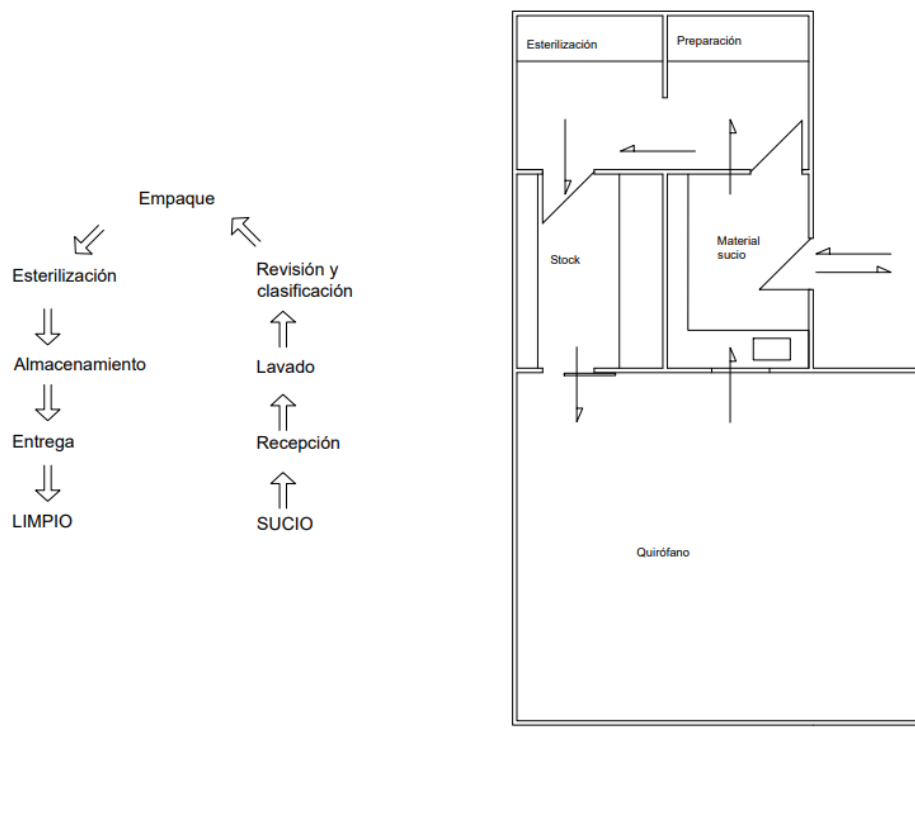 Empaque
Esterilización
Revisión y
clasificación
Almacenamiento
Lavado
Entrega
Recepción
LIMPIO
SUCIO
Esterilización
Preparación
Stock
Material
sucio
Quirófano